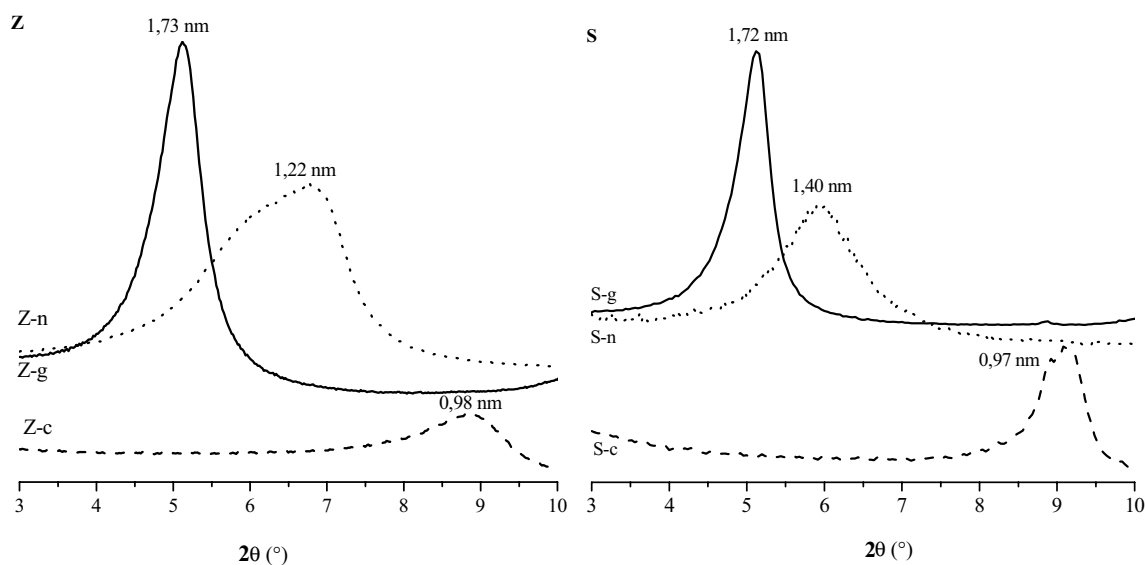 Z
1,73 nm
1,22 nm
Z-n
Z-g
0,98 nm
Z-c
3 4 5 6 7 8 9 10
2θ (°)
S
1,72 nm
1,40 nm
S-g
S-n
0,97 nm
S-c
3 4 5 6 7 8 9 10
2θ (°)